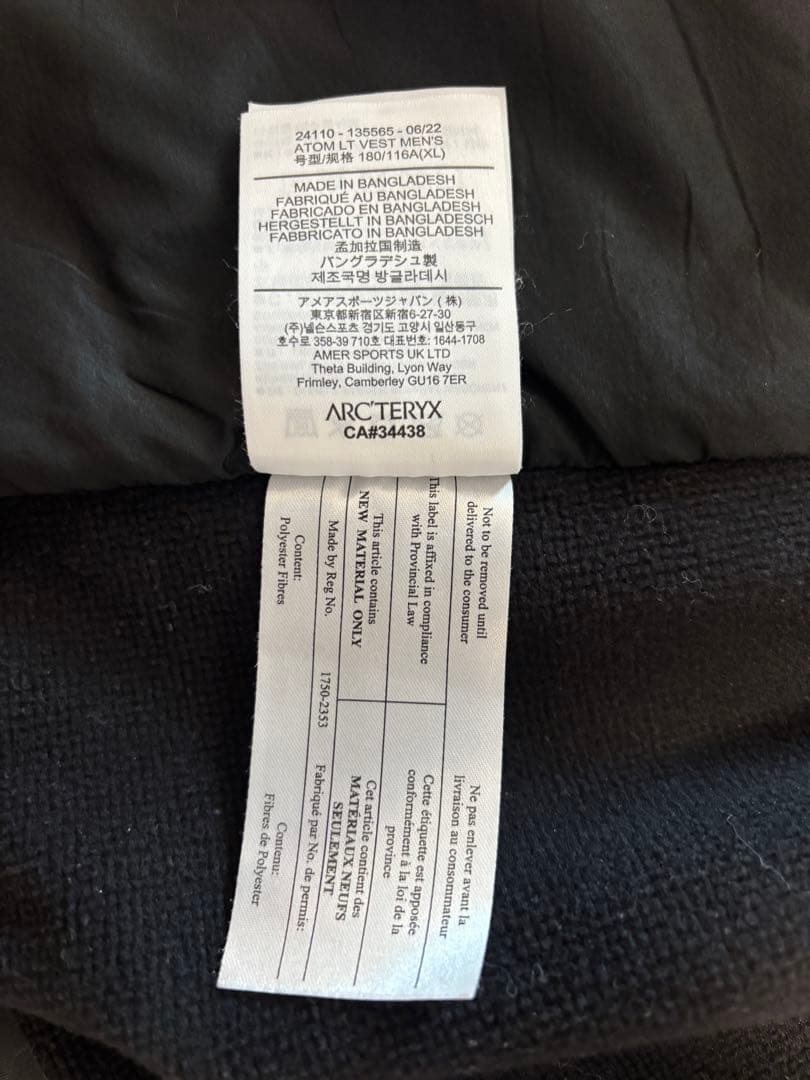 24110 - 135565 - 06/22
ATOM LT VEST MEN'S
号型/规格 180/116A(XL)
MADE IN BANGLADESH
FABRIQUÉ AU BANGLADESH
FABRICADO EN BANGLADESH
HERGESTELLT IN BANGLADESCH
FABBRICATO IN BANGLADESH
孟加拉国制造
バングラデシュ製
제조국명 방글라데시
アメアスポーツジャパン (株)
東京都新宿区新宿6-27-30
(주)넬슨스포츠 경기도 고양시 일산동구
호수로 358-39 710호 대표번호: 1644-1708
AMER SPORTS UK LTD
Theta Building, Lyon Way
Frimley, Camberley GU16 7ER
ARC'TERYX
CA#34438
Not to be removed until
delivered to the consumer
Ne pas enlever avant la
livraison au consommateur
This label is affixed in compliance
with Provincial Law
Cette étiquette est apposée
conformément à la loi de la
province
This article contains
NEW MATERIAL ONLY
Cet article contient des
MATÉRIAUX NEUFS
SEULEMENT
Made by Reg No.
1750-2353
Fabriqué par No. de permis:
Content:
Polyester Fibres
Contenu:
Fibres de Polyester